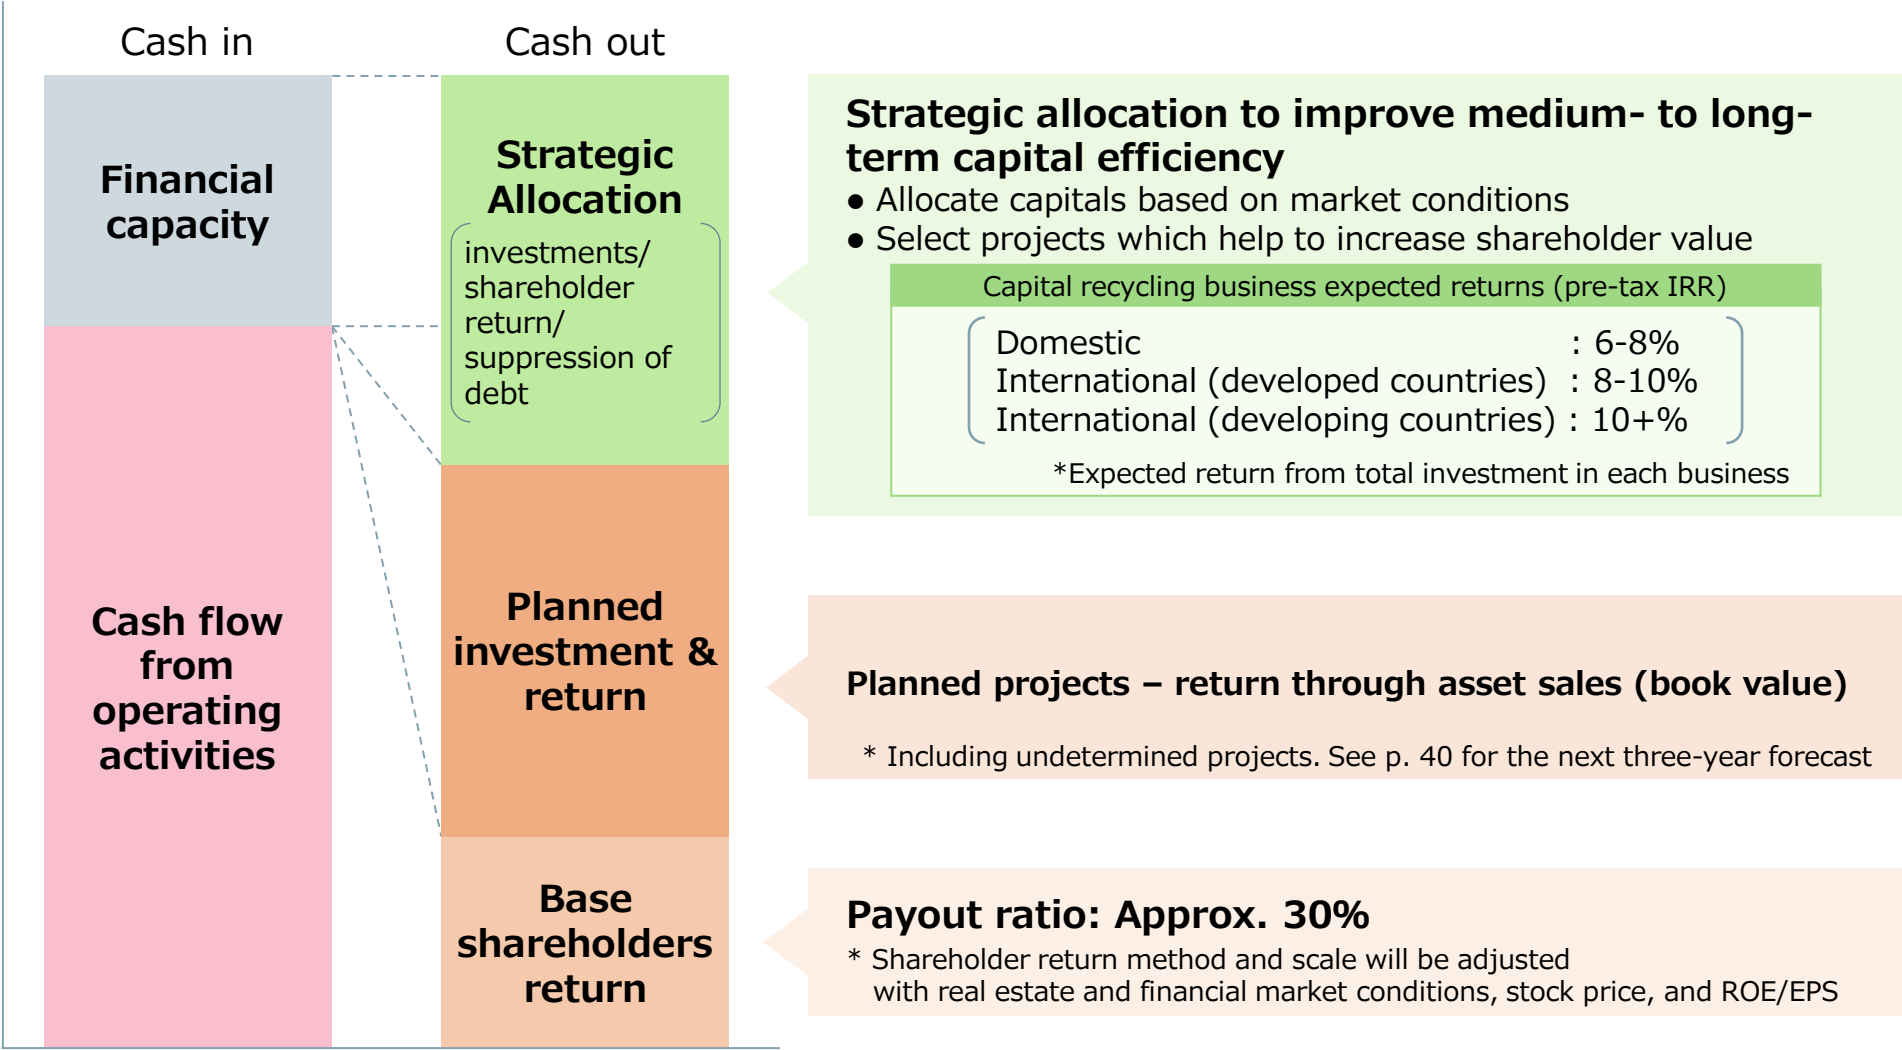 Cash in
Cash out
Financial
capacity
Cash flow
from
operating
activities
Strategic
Allocation
investments/
shareholder
return/
suppression of
debt
Planned
investment &
return
Base
shareholders
return
Strategic allocation to improve medium- to long-
term capital efficiency
● Allocate capitals based on market conditions
● Select projects which help to increase shareholder value
Capital recycling business expected returns (pre-tax IRR)
Domestic : 6-8%
International (developed countries) : 8-10%
International (developing countries) : 10+%
*Expected return from total investment in each business
Planned projects – return through asset sales (book value)
* Including undetermined projects. See p. 40 for the next three-year forecast
Payout ratio: Approx. 30%
* Shareholder return method and scale will be adjusted
with real estate and financial market conditions, stock price, and ROE/EPS